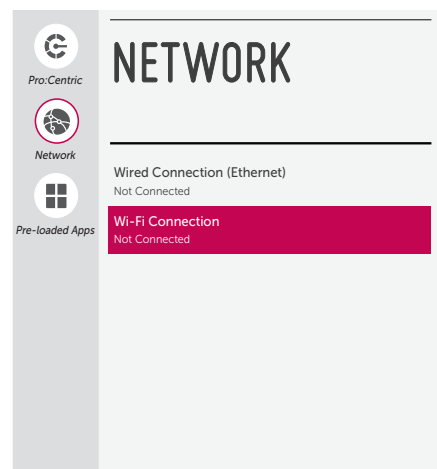 Pro:Centric
Network
Pre-loaded Apps
NETWORK
Wired Connection (Ethernet)
Not Connected
Wi-Fi Connection
Not Connected